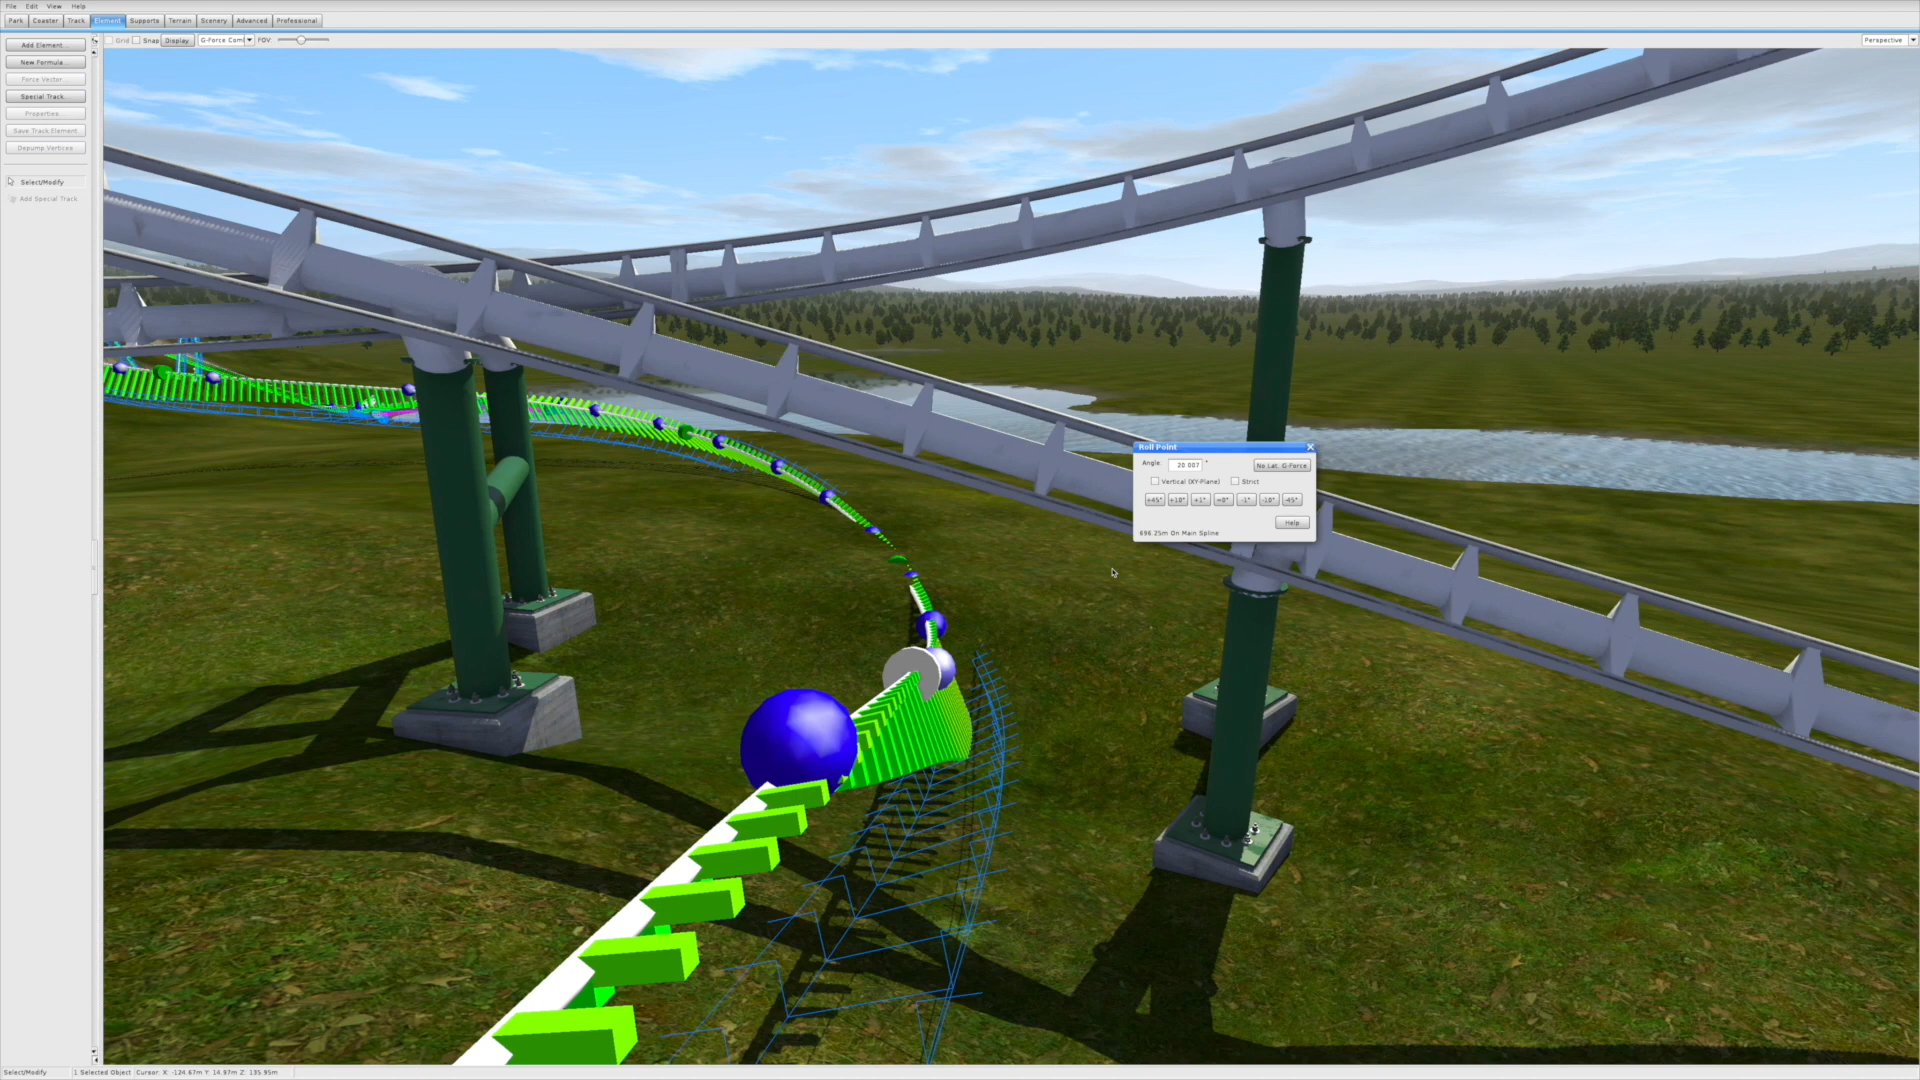 File Edit View Help
Park Coaster Track Element Supports Terrain Scenery Advanced Professional
Grid Snap Display G-Force Com FOV: Perspective
Add Element...
New Formula...
Force Vector...
Special Track...
Properties...
Save Track Element
Depump Vertices
Select/Modify
Add Special Track
Roll Point
Angle: 20.007 ° No Lat. G-Force
Vertical (XY-Plane) Strict
+45° +10° +1° =0° -1° -10° -45°
Help
696.25m On Main Spline
Select/Modify 1 Selected Object Cursor: X: -124.67m Y: 14.97m Z: 135.95m